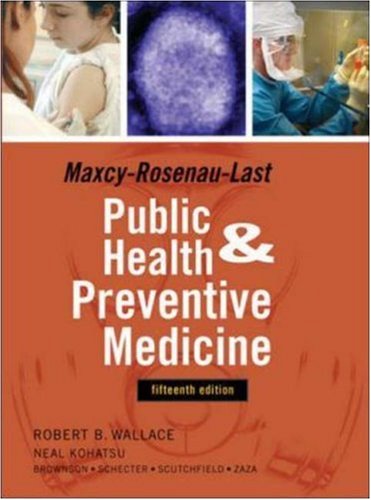 Maxcy-Rosenau-Last
Public
Health &
Preventive
Medicine
fifteenth edition
ROBERT B. WALLACE
NEAL KOHATSU
BROWNSON • SCHECTER • SCUTCHFIELD • ZAZA